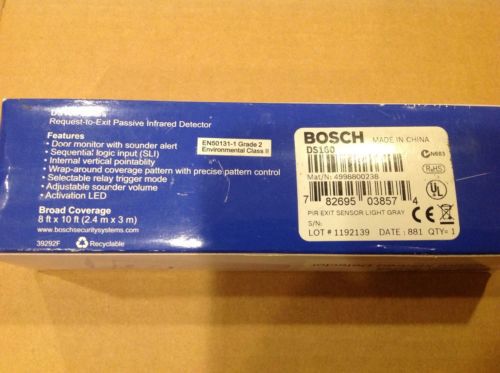 Request-to-Exit Passive Infrared Detector
Features
• Door monitor with sounder alert
• Sequential logic input (SLI)
• Internal vertical pointability
• Wrap-around coverage pattern with precise pattern control
• Selectable relay trigger mode
• Adjustable sounder volume
• Activation LED
EN50131-1 Grade 2
Environmental Class II
Broad Coverage
8 ft x 10 ft (2.4 m x 3 m)
www.boschsecuritysystems.com
39292F
Recyclable
BOSCH MADE IN CHINA
DS160
N663
Mat/N: 4998800238
RoHS
7 82695 03857 4
UL
PIR EXIT SENSOR LIGHT GRAY
S/N:
LOT # 1192139 DATE: 881 QTY= 1